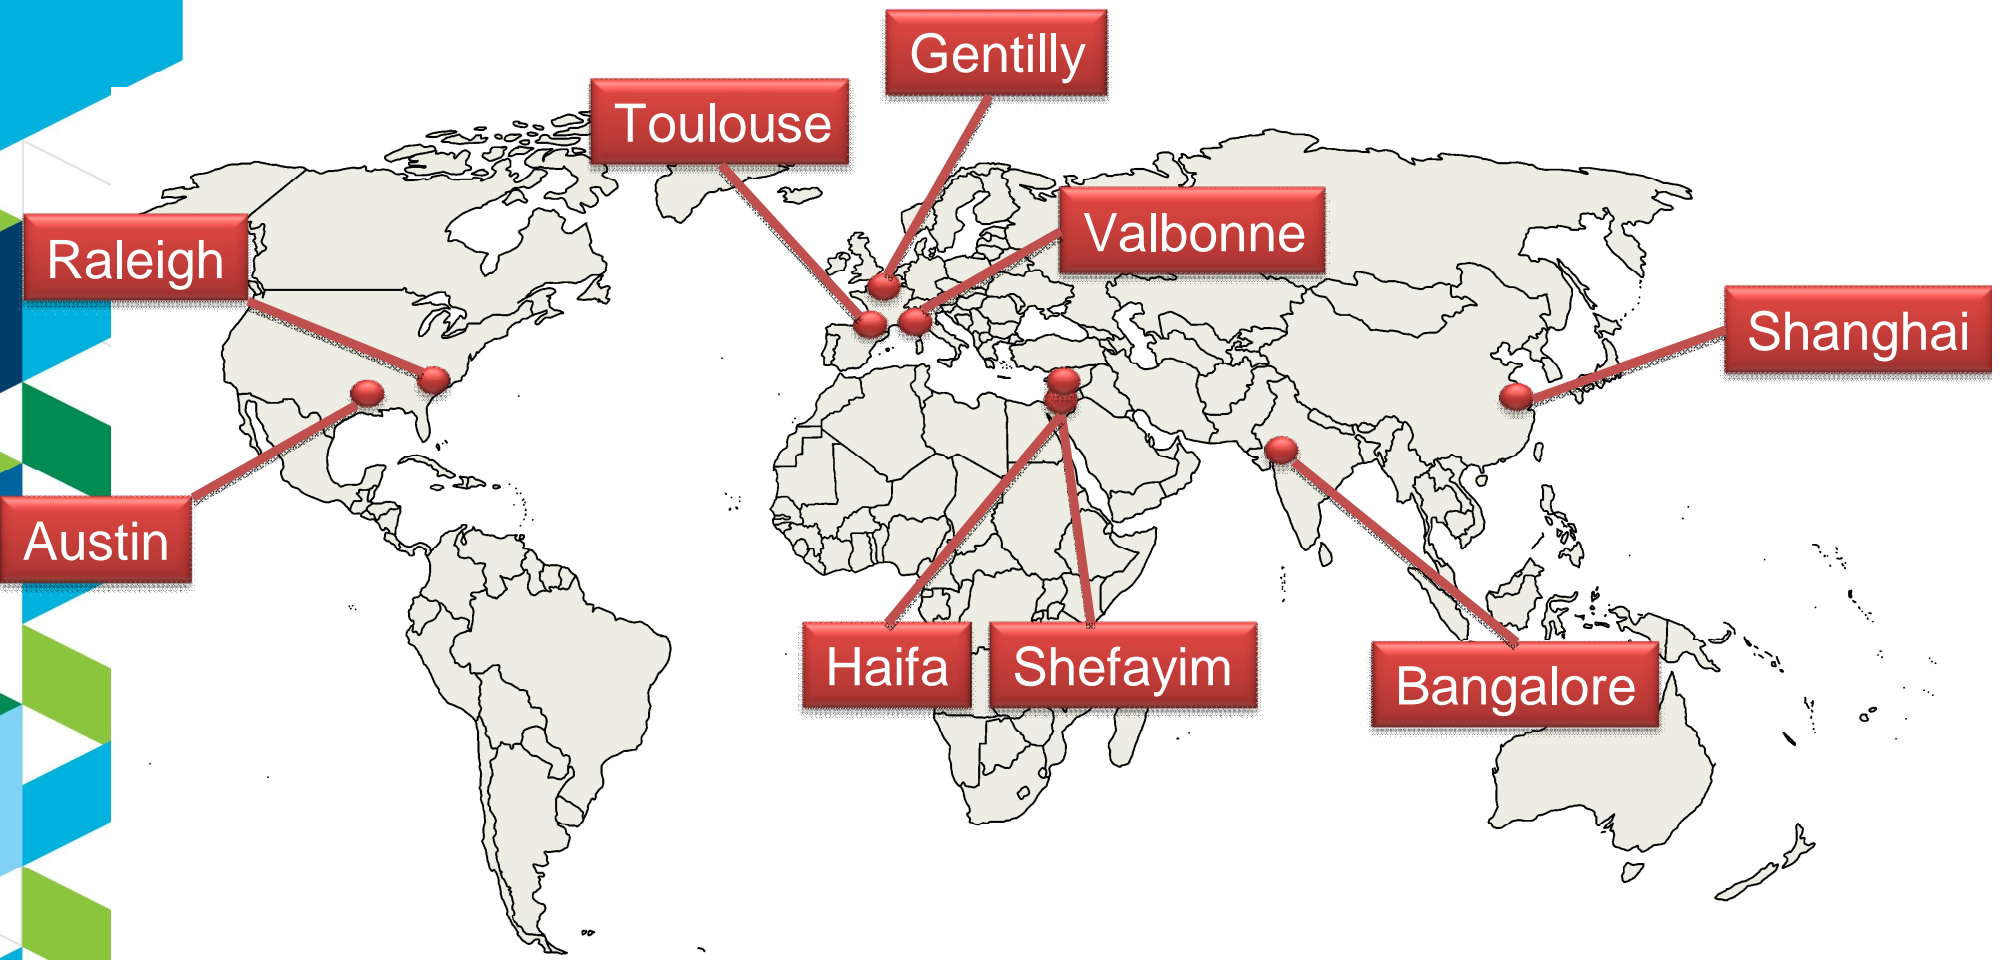 Gentilly
Toulouse
Valbonne
Raleigh
Shanghai
Austin
Haifa
Shefayim
Bangalore